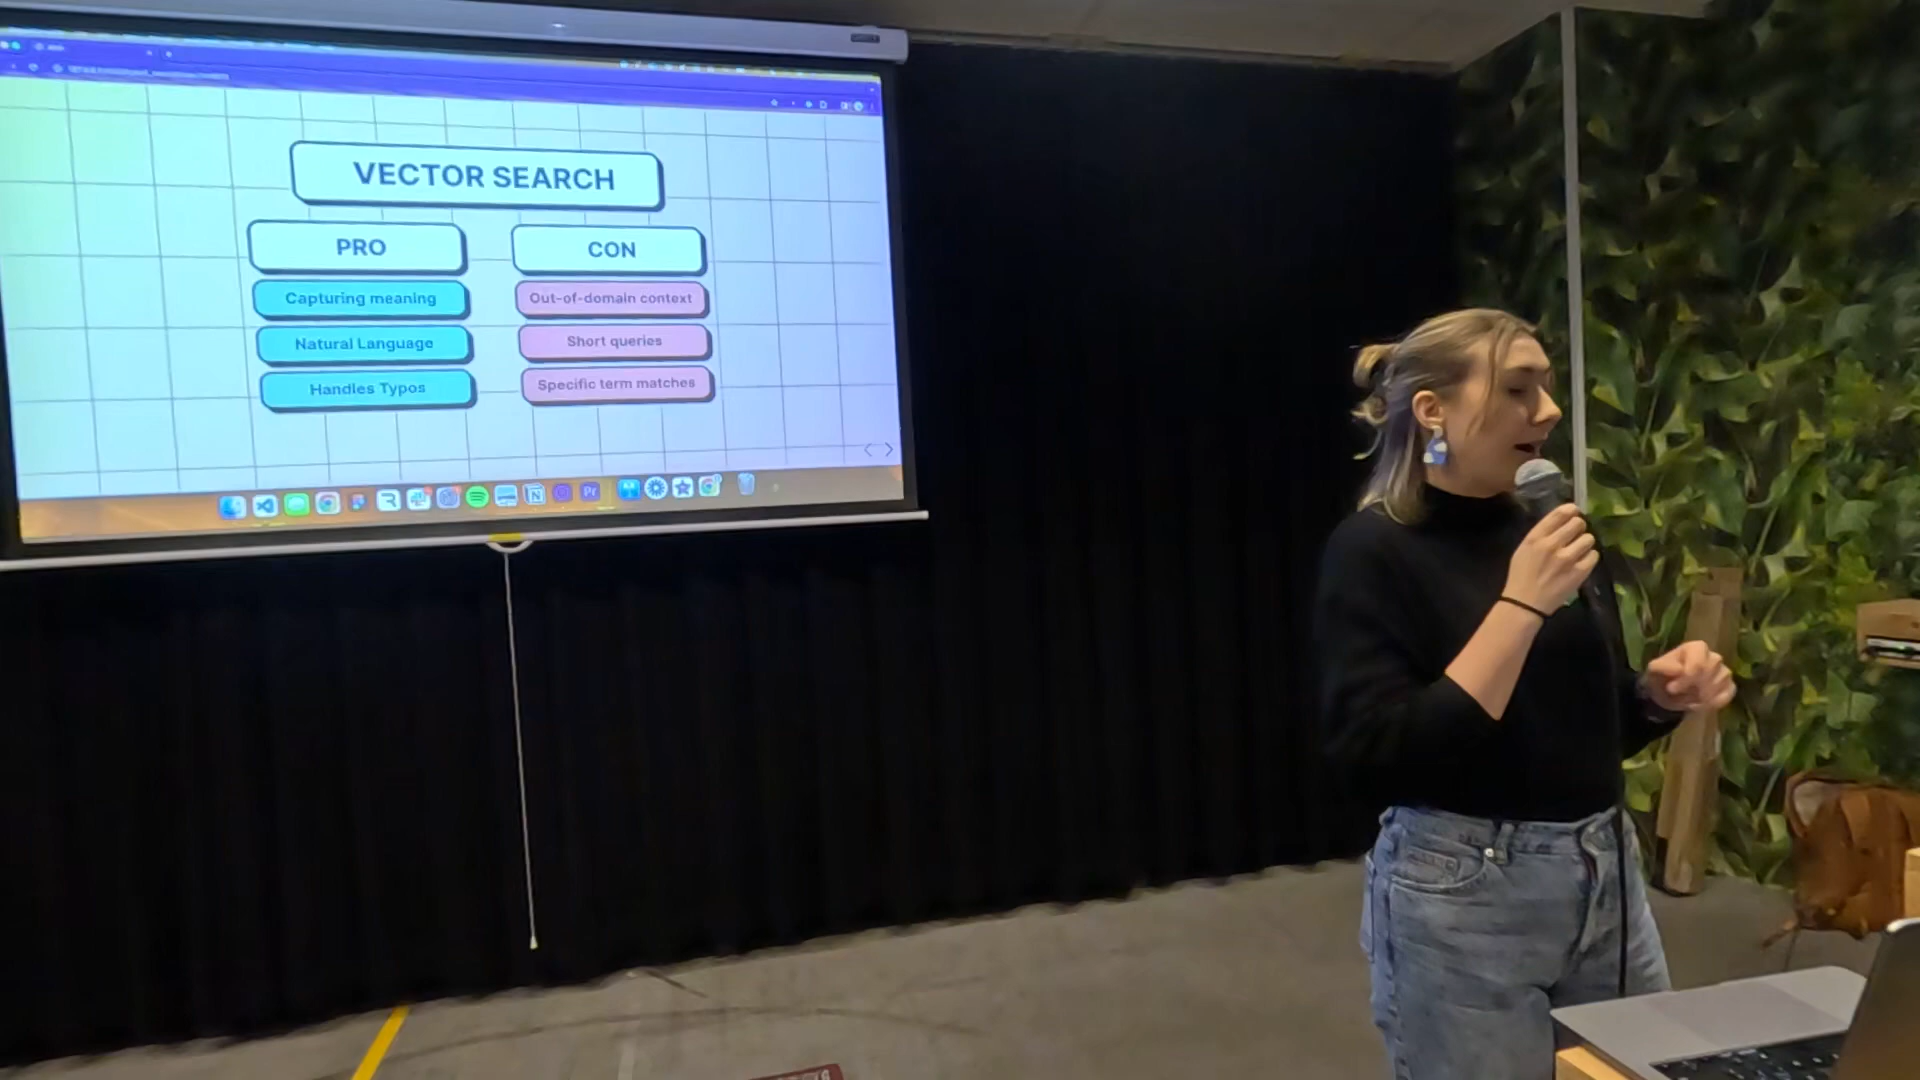 VECTOR SEARCH
PRO
CON
Capturing meaning
Out-of-domain context
Natural Language
Short queries
Handles Typos
Specific term matches
Pr